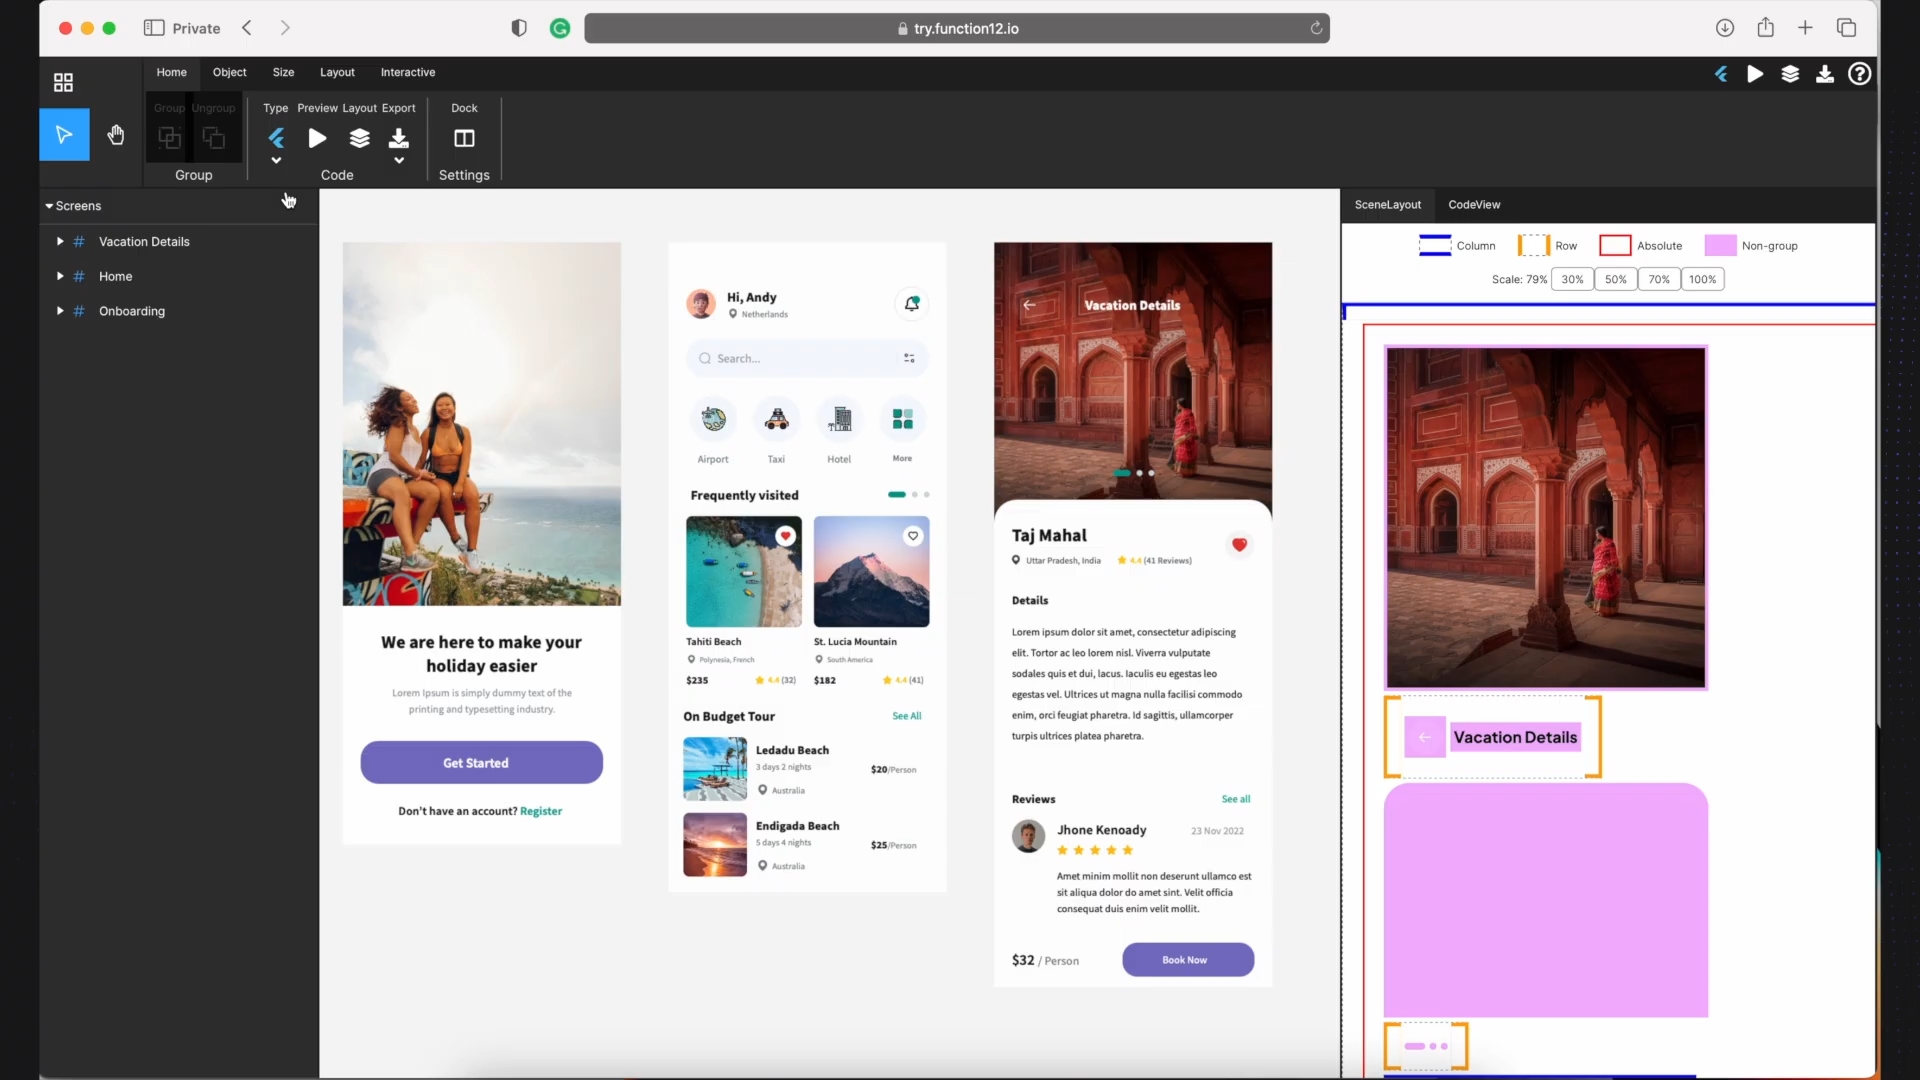 Private
try.function12.io
Home Object Size Layout Interactive
Group Ungroup Type Preview Layout Export Dock
Group Code Settings
Screens
Vacation Details
Home
Onboarding
We are here to make your
holiday easier
Lorem Ipsum is simply dummy text of the
printing and typesetting industry.
Get Started
Don't have an account? Register
Hi, Andy
Netherlands
Search...
Airport Taxi Hotel More
Frequently visited
Tahiti Beach St. Lucia Mountain
Polynesia, French South America
$235 4.4 (32) $182 4.4 (41)
On Budget Tour See All
Ledadu Beach
3 days 2 nights
$20/Person
Australia
Endigada Beach
5 days 4 nights
$25/Person
Australia
Vacation Details
Taj Mahal
Uttar Pradesh, India 4.4 (41 Reviews)
Details
Lorem ipsum dolor sit amet, consectetur adipiscing
elit. Tortor ac leo lorem nisl. Viverra vulputate
sodales quis et dui, lacus. Iaculis eu egestas leo
egestas vel. Ultrices ut magna nulla facilisi commodo
enim, orci feugiat pharetra. Id sagittis, ullamcorper
turpis ultrices platea pharetra.
Reviews See all
Jhone Kenoady 23 Nov 2022
Amet minim mollit non deserunt ullamco est
sit aliqua dolor do amet sint. Velit officia
consequat duis enim velit mollit.
$32 / Person Book Now
SceneLayout CodeView
Column Row Absolute Non-group
Scale: 79% 30% 50% 70% 100%
Vacation Details